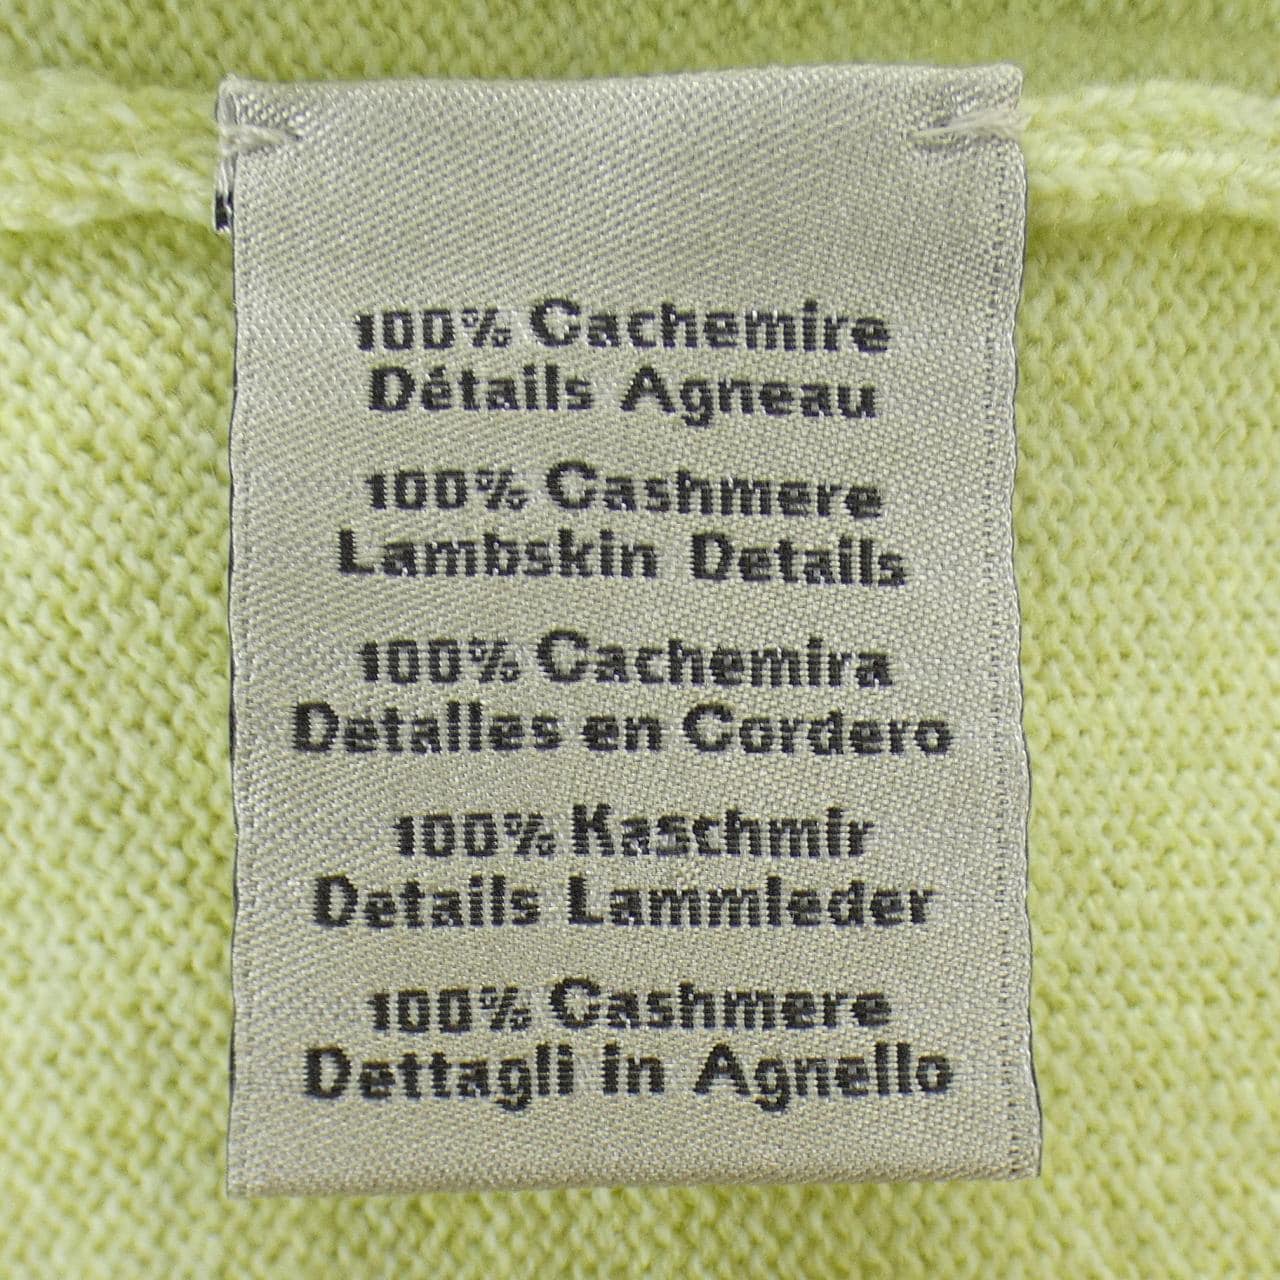 100% Cachemire
Détails Agneau
100% Cashmere
Lambskin Details
100% Cachemira
Detalles en Cordero
100% Kaschmir
Details Lammleder
100% Cashmere
Dettagli in Agnello